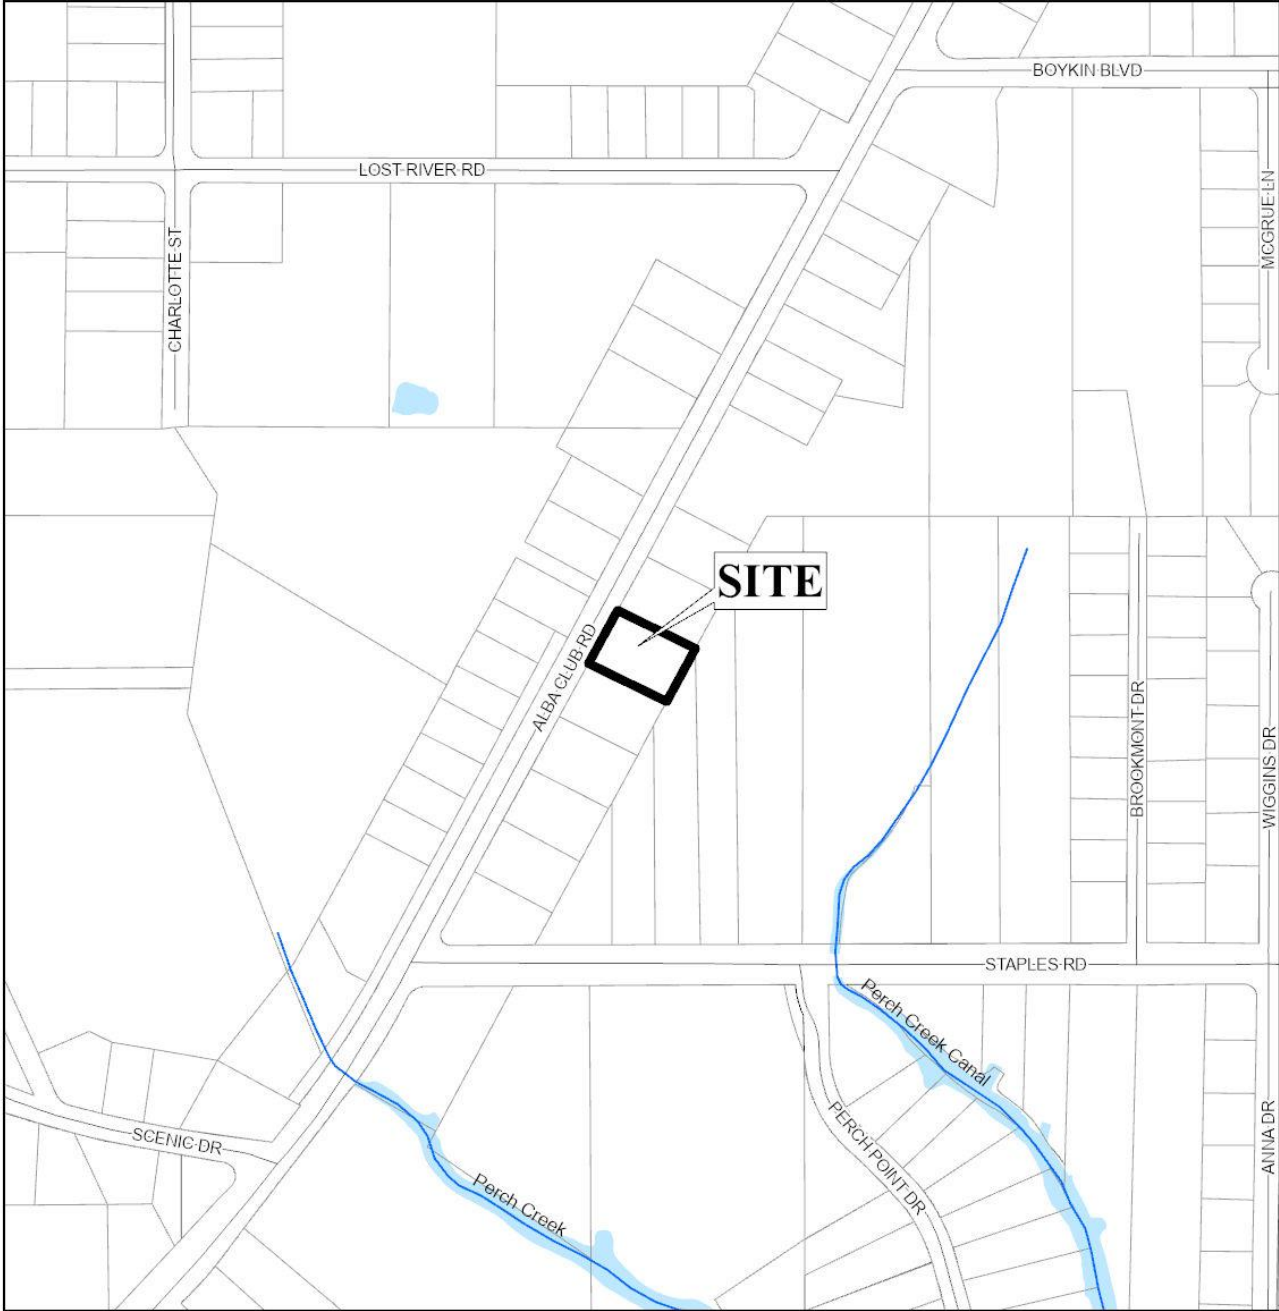 BOYKIN BLVD
LOST RIVER RD
MCGRUE LN
CHARLOTTE ST
SITE
ALBA CLUB RD
BROOKMONT DR
WIGGINS DR
STAPLES RD
Perch Creek Canal
PERCH POINT DR
ANNA DR
SCENIC DR
Perch Creek